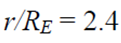 r/R_E = 2.4